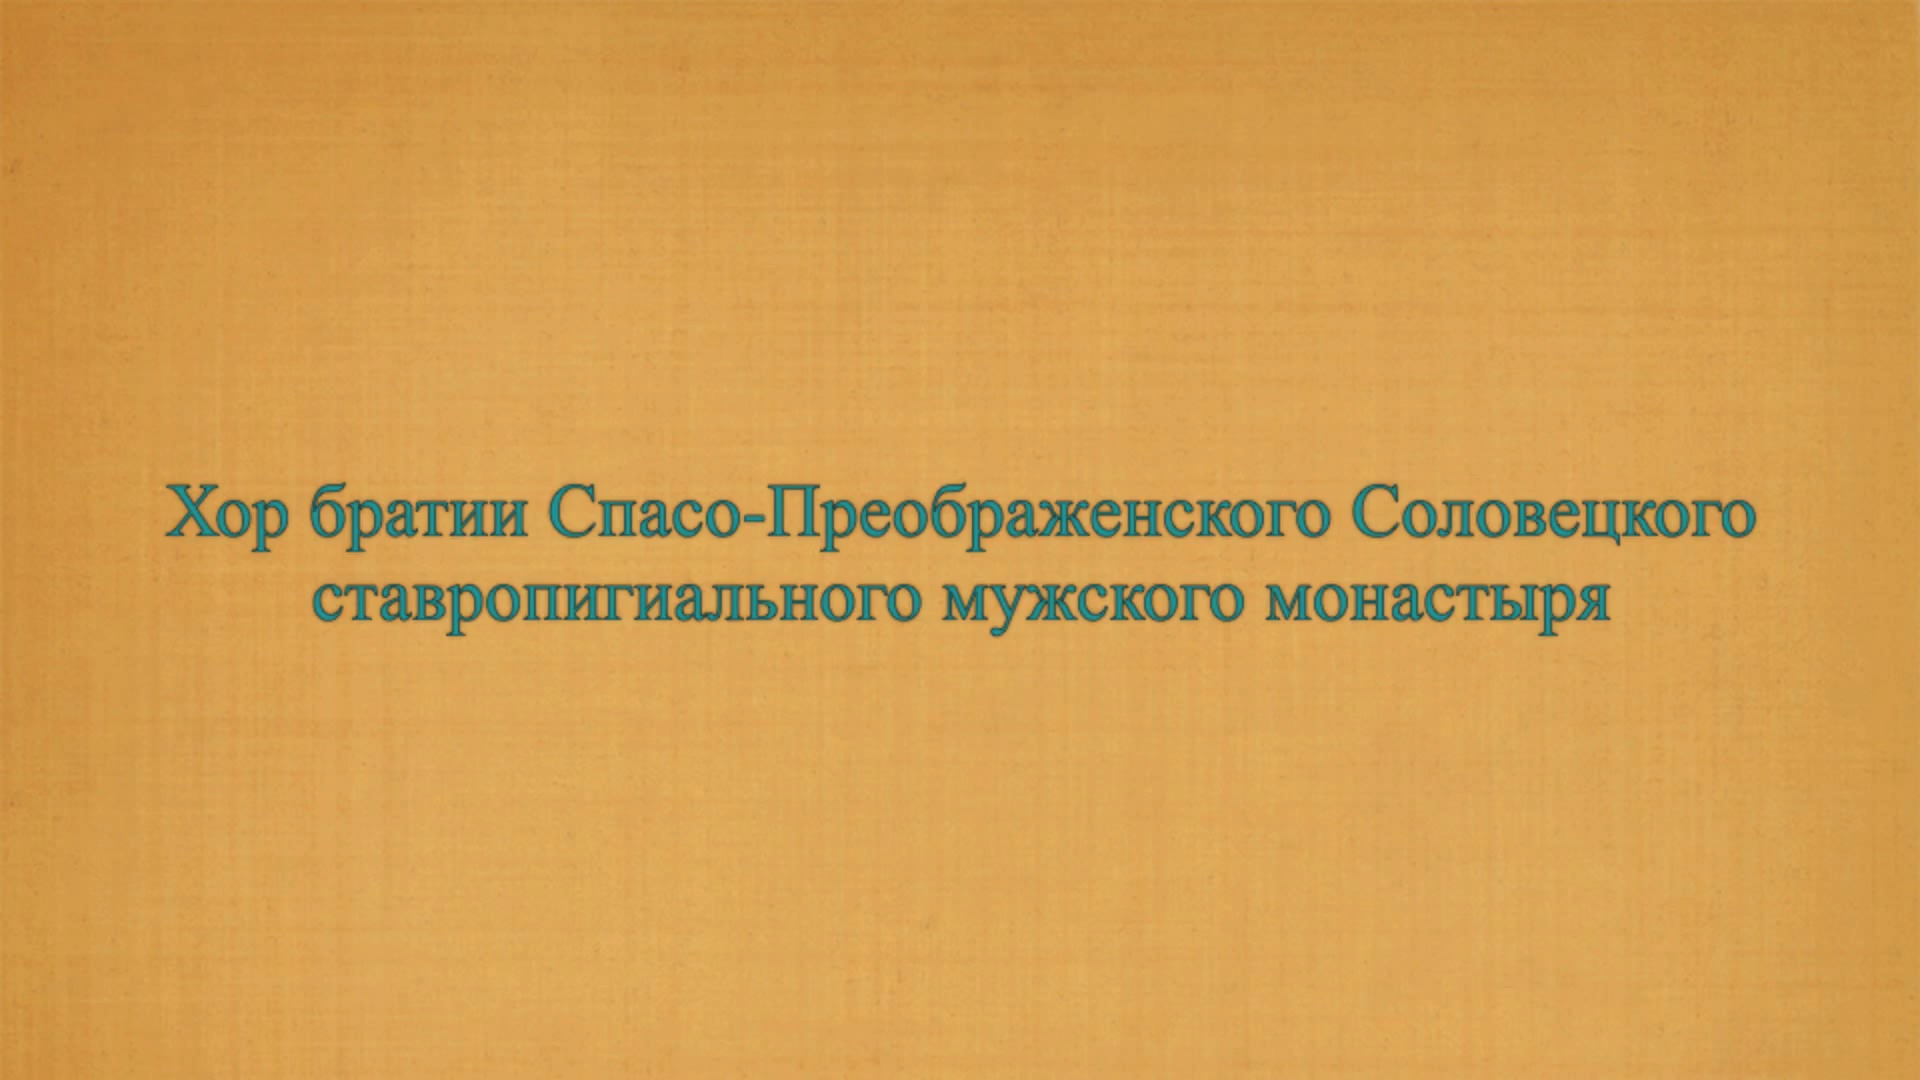 Хор братии Спасо-Преображенского Соловецкого
ставропигиального мужского монастыря